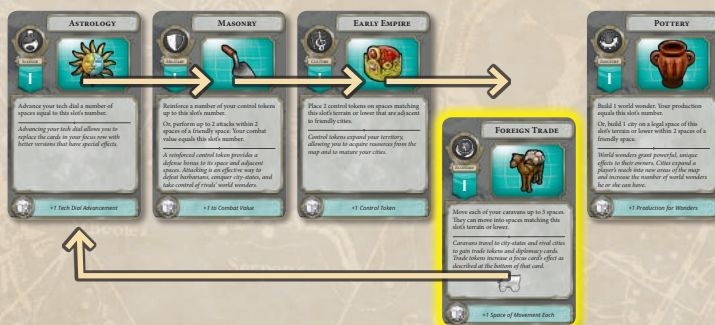 ASTROLOGY
SCIENCE
I
Advance your tech dial a number of
spaces equal to this slot's number.
Advancing your tech dial allows you to
replace the cards in your focus row with
better versions that have special effects.
+1 Tech Dial Advancement
MASONRY
MILITARY
I
Reinforce a number of your control tokens
up to this slot's number.
Or, perform up to 2 attacks within 2
spaces of a friendly space. Your combat
value equals this slot's number.
A reinforced control token provides a
defense bonus to its space and adjacent
spaces. Attacking is an effective way to
defeat barbarians, conquer city-states, and
take control of rivals' world wonders.
+1 to Combat Value
EARLY EMPIRE
CULTURE
I
Place 2 control tokens on spaces matching
this slot's terrain or lower that are adjacent
to friendly cities.
Control tokens expand your territory,
allowing you to acquire resources from the
map and to mature your cities.
+1 Control Token
FOREIGN TRADE
ECONOMY
I
Move each of your caravans up to 3 spaces.
They can move into spaces matching this
slot's terrain or lower.
Caravans travel to city-states and rival cities
to gain trade tokens and diplomacy cards.
Trade tokens increase a focus card's effect as
described at the bottom of that card.
+1 Space of Movement Each
POTTERY
INDUSTRY
I
Build 1 world wonder. Your production
equals this slot's number.
Or, build 1 city on a legal space of this
slot's terrain or lower within 2 spaces of a
friendly space.
World wonders grant powerful, unique
effects to their owners. Cities expand a
player's reach into new areas of the map
and increase the number of world wonders
he or she can have.
+1 Production for Wonders